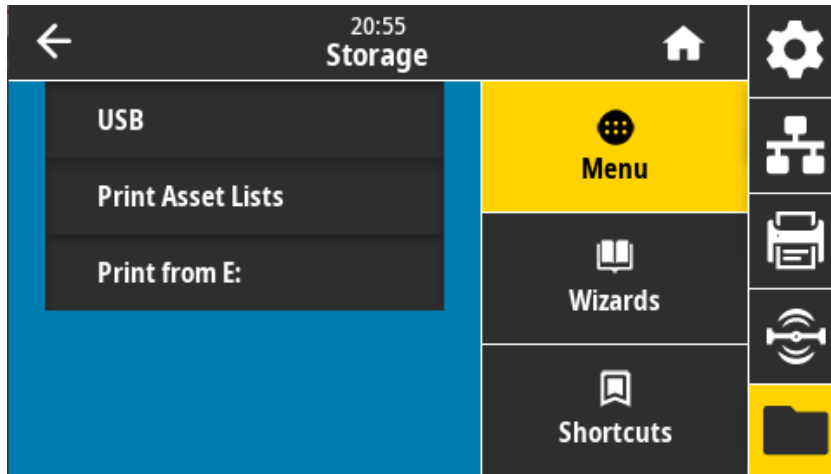 20:55
Storage
USB
Print Asset Lists
Print from E:
Menu
Wizards
Shortcuts